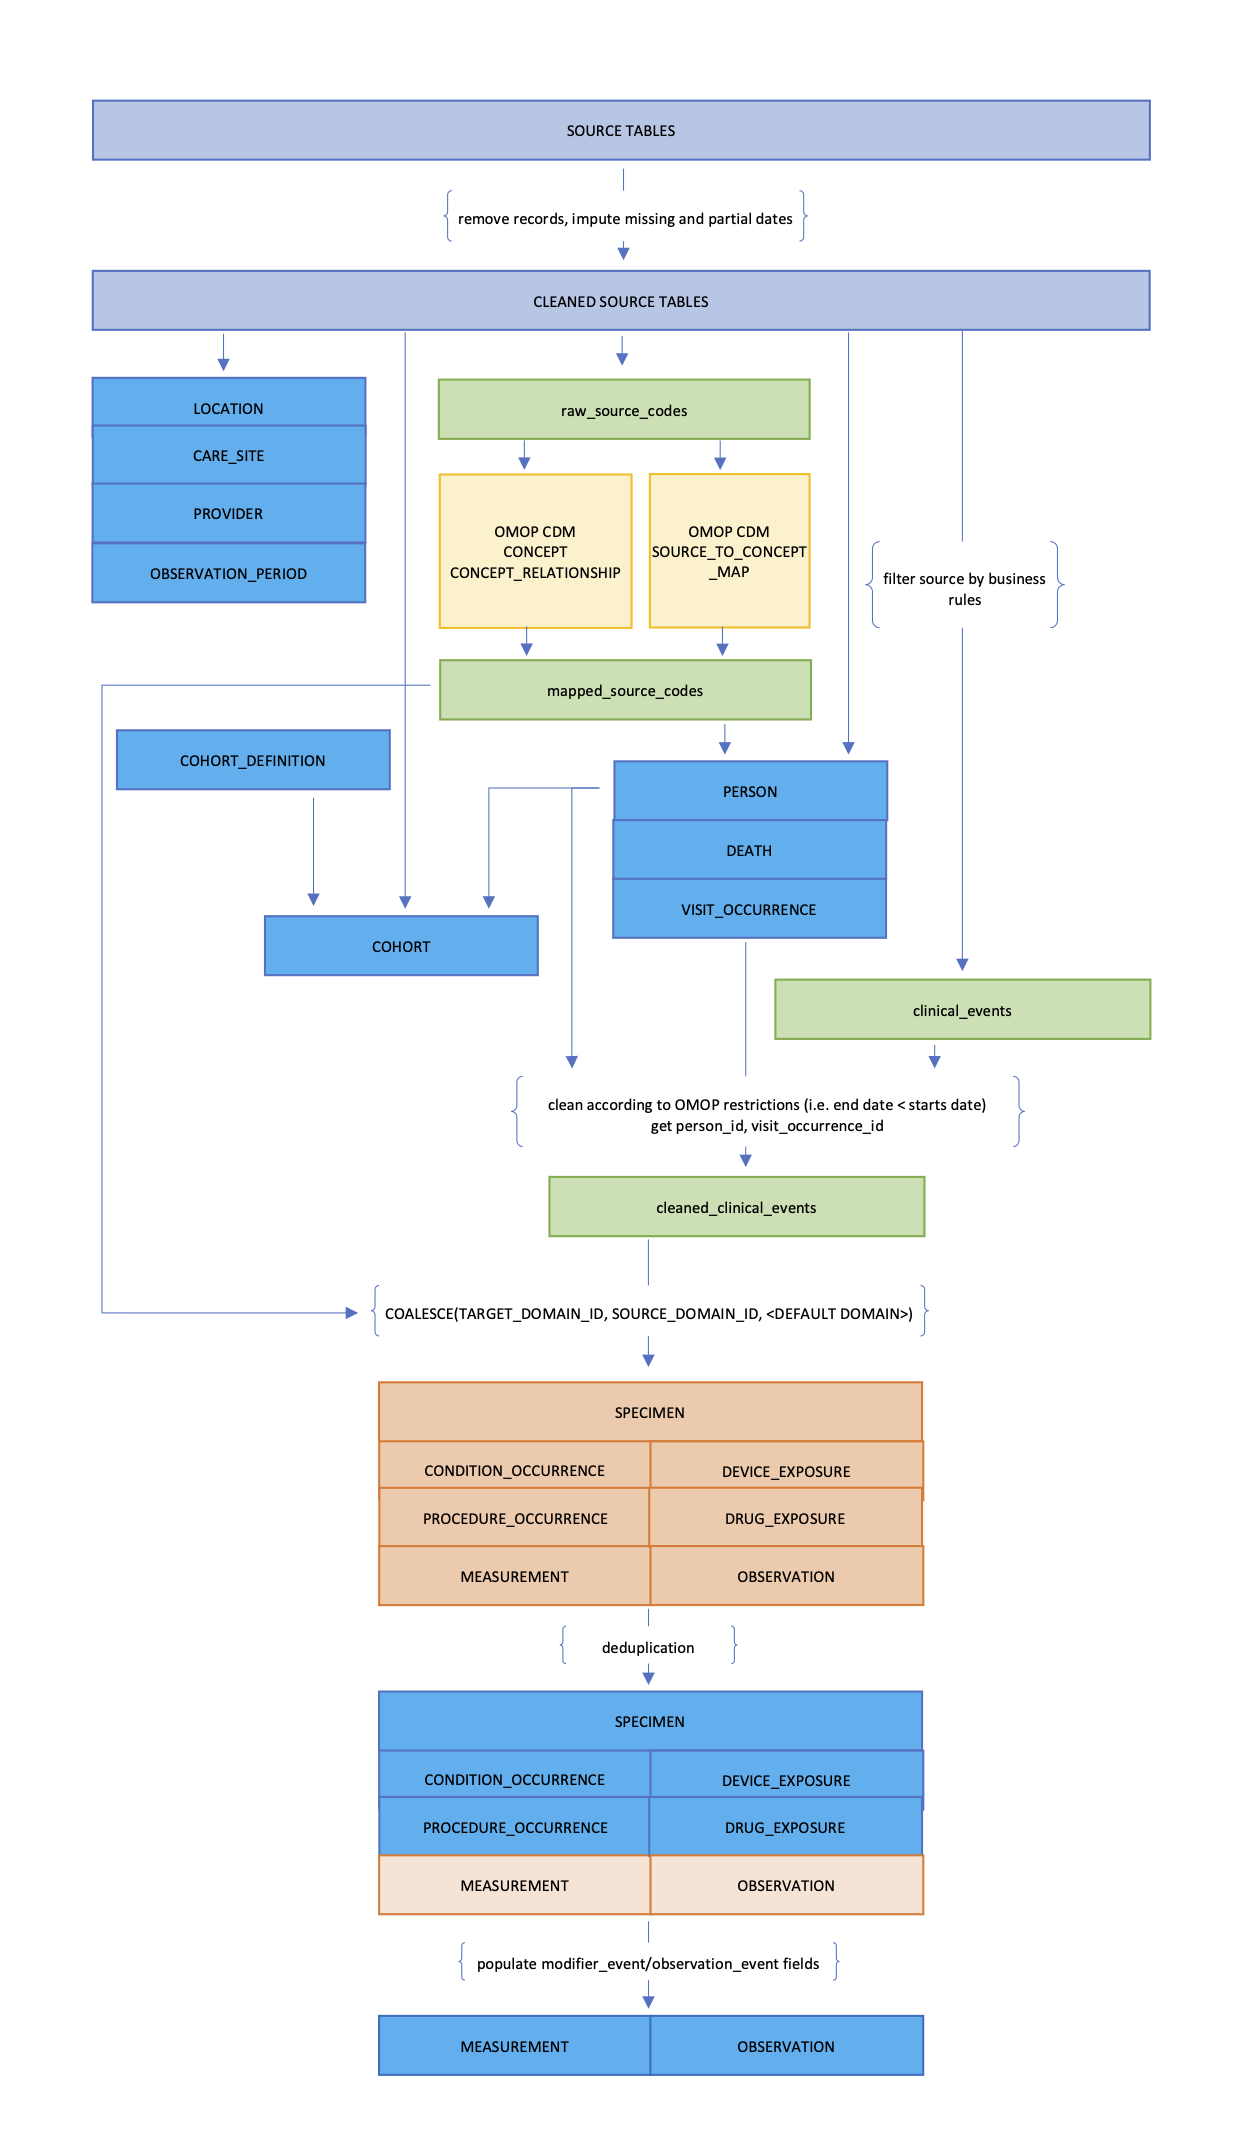 SOURCE TABLES
remove records, impute missing and partial dates
CLEANED SOURCE TABLES
LOCATION
CARE_SITE
PROVIDER
OBSERVATION_PERIOD
raw_source_codes
OMOP CDM
CONCEPT
CONCEPT_RELATIONSHIP
OMOP CDM
SOURCE_TO_CONCEPT
_MAP
filter source by business
rules
mapped_source_codes
COHORT_DEFINITION
PERSON
DEATH
VISIT_OCCURRENCE
COHORT
clinical_events
clean according to OMOP restrictions (i.e. end date < starts date)
get person_id, visit_occurrence_id
cleaned_clinical_events
COALESCE(TARGET_DOMAIN_ID, SOURCE_DOMAIN_ID, <DEFAULT DOMAIN>)
SPECIMEN
CONDITION_OCCURRENCE
DEVICE_EXPOSURE
PROCEDURE_OCCURRENCE
DRUG_EXPOSURE
MEASUREMENT
OBSERVATION
deduplication
SPECIMEN
CONDITION_OCCURRENCE
DEVICE_EXPOSURE
PROCEDURE_OCCURRENCE
DRUG_EXPOSURE
MEASUREMENT
OBSERVATION
populate modifier_event/observation_event fields
MEASUREMENT
OBSERVATION